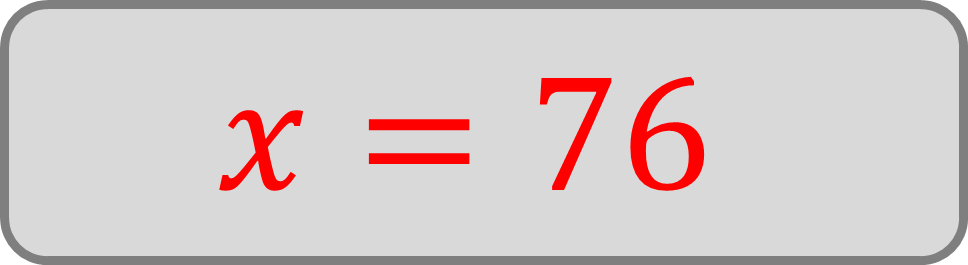 x = 76